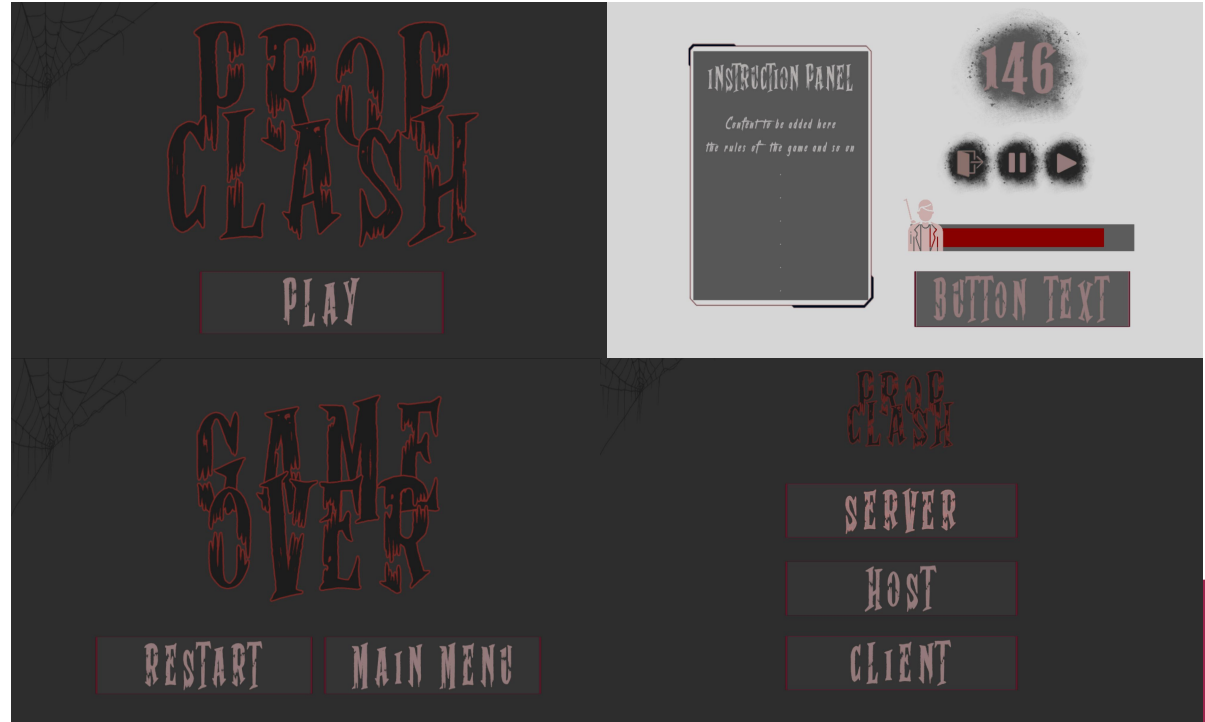 PROP
CLASH
PLAY
INSTRUCTION PANEL
Content to be added here
the rules of the game and so on
.
.
.
.
.
.
146
BUTTON TEXT
GAME
OVER
RESTART
MAIN MENU
PROP
CLASH
SERVER
HOST
CLIENT